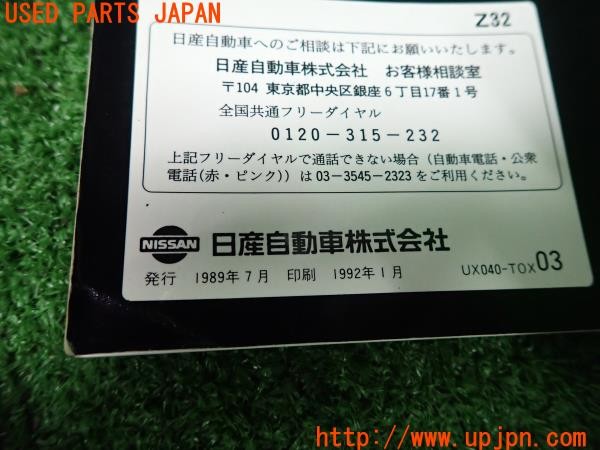 USED PARTS JAPAN
Z32
日産自動車へのご相談は下記にお願いいたします。
日産自動車株式会社 お客様相談室
〒104 東京都中央区銀座6丁目17番1号
全国共通フリーダイヤル
0120-315-232
上記フリーダイヤルで通話できない場合(自動車電話・公衆
電話(赤・ピンク))は03-3545-2323をご利用ください。
NISSAN 日産自動車株式会社
発行 1989年7月 印刷 1992年1月 UX040-TOX03
http://www.upjpn.com/